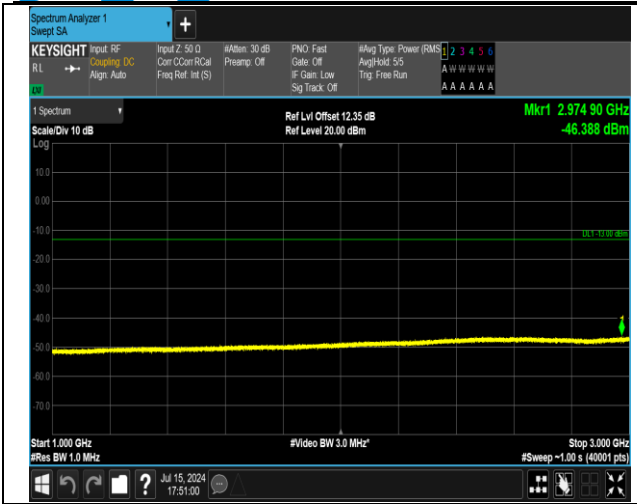 Spectrum Analyzer 1
Swept SA
+
KEYSIGHT
RL
LXI
Input: RF
Coupling: DC
Align: Auto
Input Z: 50 Ω
Corr CCorr RCal
Freq Ref: Int (S)
#Atten: 30 dB
Preamp: Off
PNO: Fast
Gate: Off
IF Gain: Low
Sig Track: Off
#Avg Type: Power (RMS
Avg|Hold: 5/5
Trig: Free Run
1 2 3 4 5 6
A W W W W W
A A A A A A
1 Spectrum
Scale/Div 10 dB
Log
Ref Lvl Offset 12.35 dB
Ref Level 20.00 dBm
Mkr1 2.974 90 GHz
-46.388 dBm
10.0
0.00
-10.0
DL1 -13.00 dBm
-20.0
-30.0
-40.0
1
-50.0
-60.0
-70.0
Start 1.000 GHz
#Res BW 1.0 MHz
#Video BW 3.0 MHz*
Stop 3.000 GHz
#Sweep ~1.00 s (40001 pts)
?
Jul 15, 2024
17:51:00